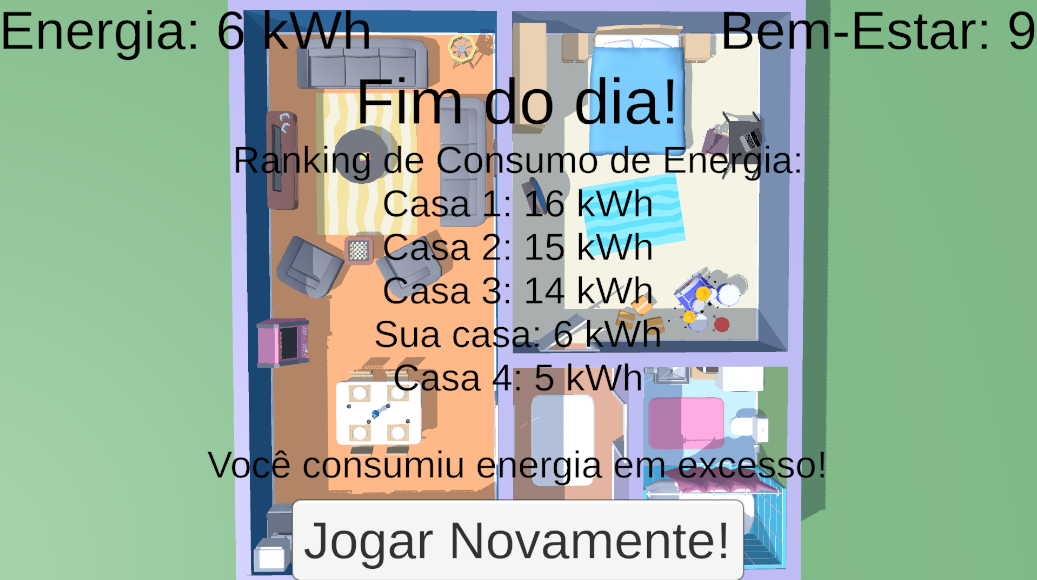 Energia: 6 kWh
Bem-Estar: 9
Fim do dia!
Ranking de Consumo de Energia:
Casa 1: 16 kWh
Casa 2: 15 kWh
Casa 3: 14 kWh
Sua casa: 6 kWh
Casa 4: 5 kWh
Você consumiu energia em excesso!
Jogar Novamente!